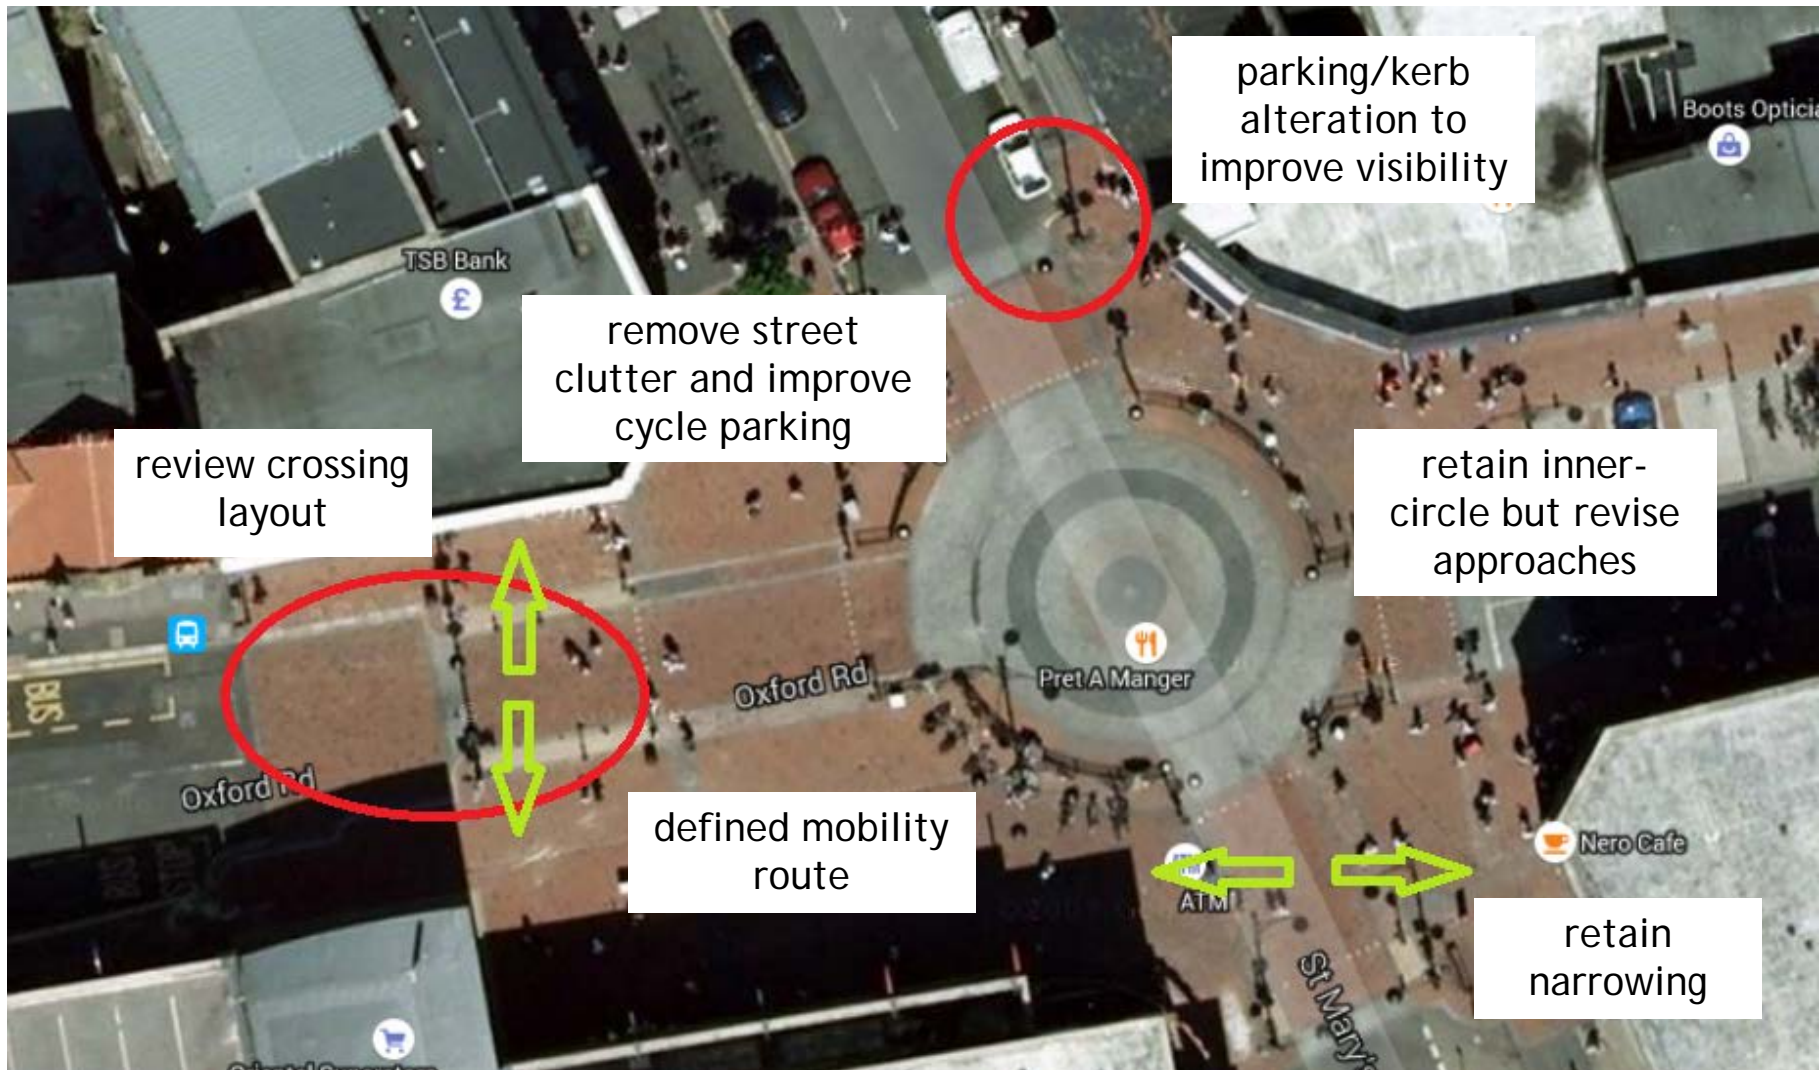 parking/kerb
alteration to
improve visibility
Boots Opticia
TSB Bank
£
remove street
clutter and improve
cycle parking
review crossing
layout
retain inner-
circle but revise
approaches
BUS
Oxford Rd
Pret A Manger
Oxford Rd
defined mobility
route
Nero Cafe
ATM
retain
narrowing
St Mary's